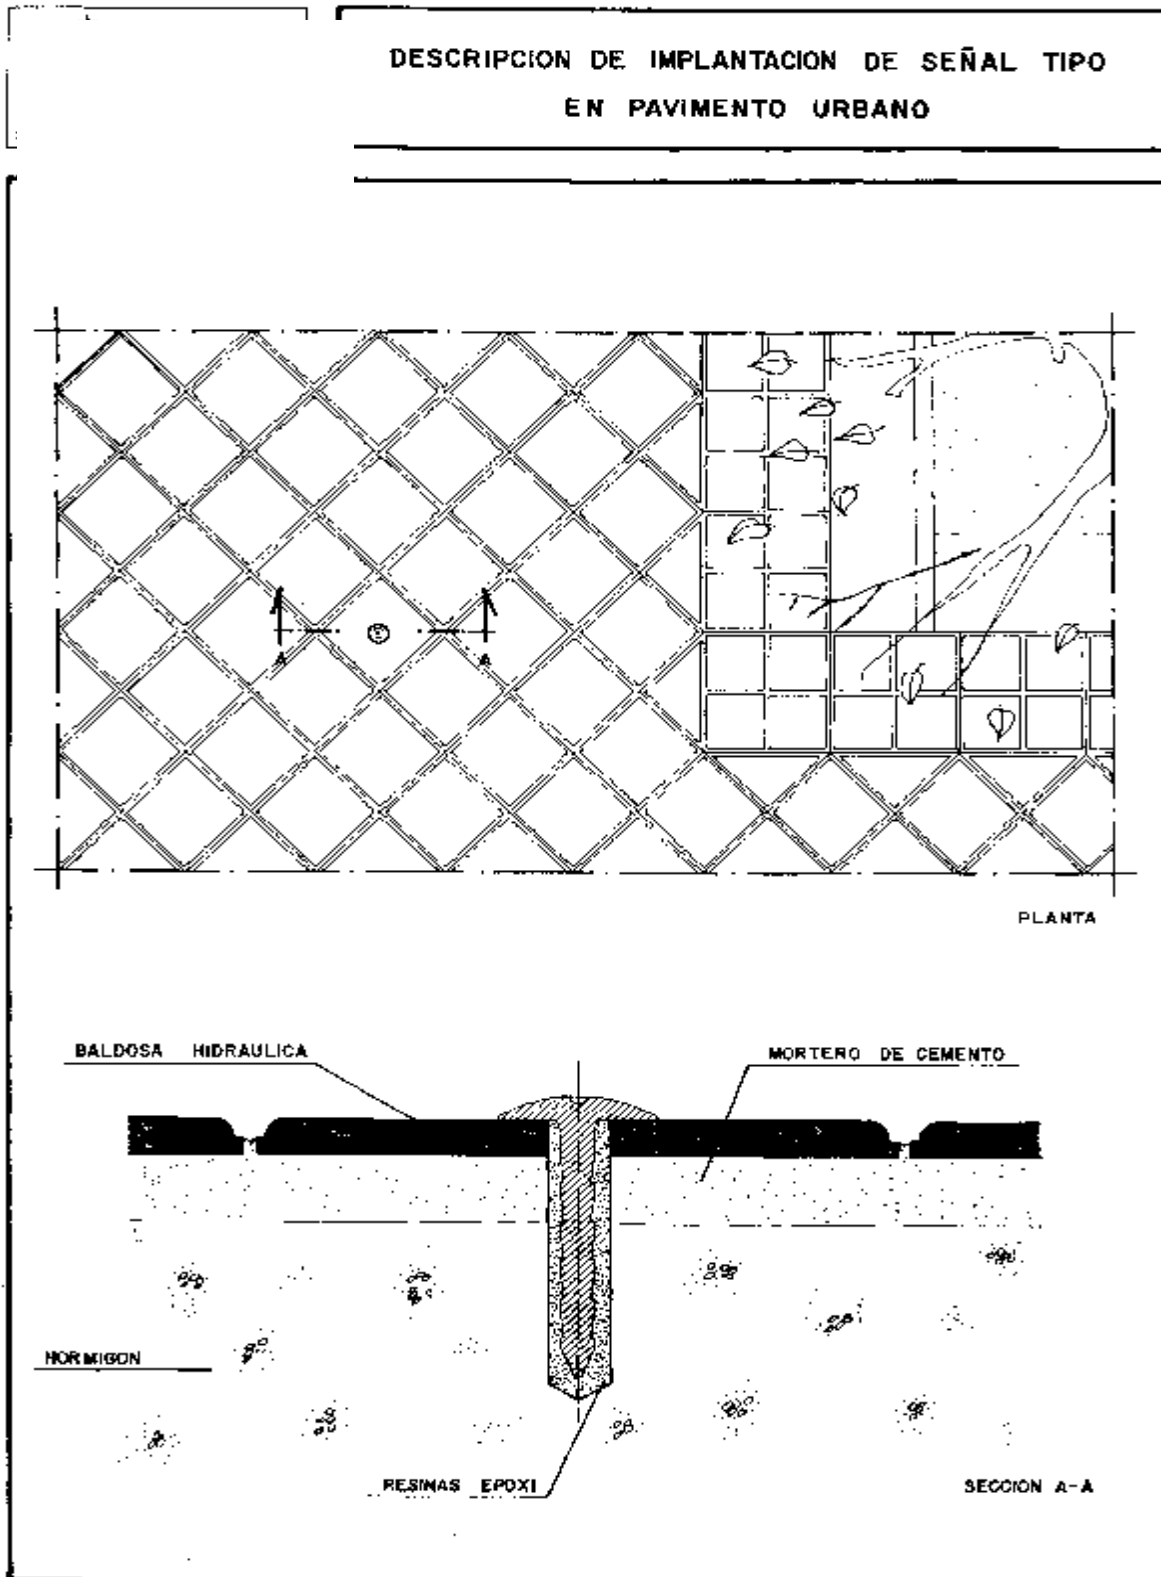 DESCRIPCION DE IMPLANTACION DE SEÑAL TIPO
EN PAVIMENTO URBANO
A A
PLANTA
BALDOSA HIDRAULICA
MORTERO DE CEMENTO
HORMIGON
RESINAS EPOXI
SECCION A-A